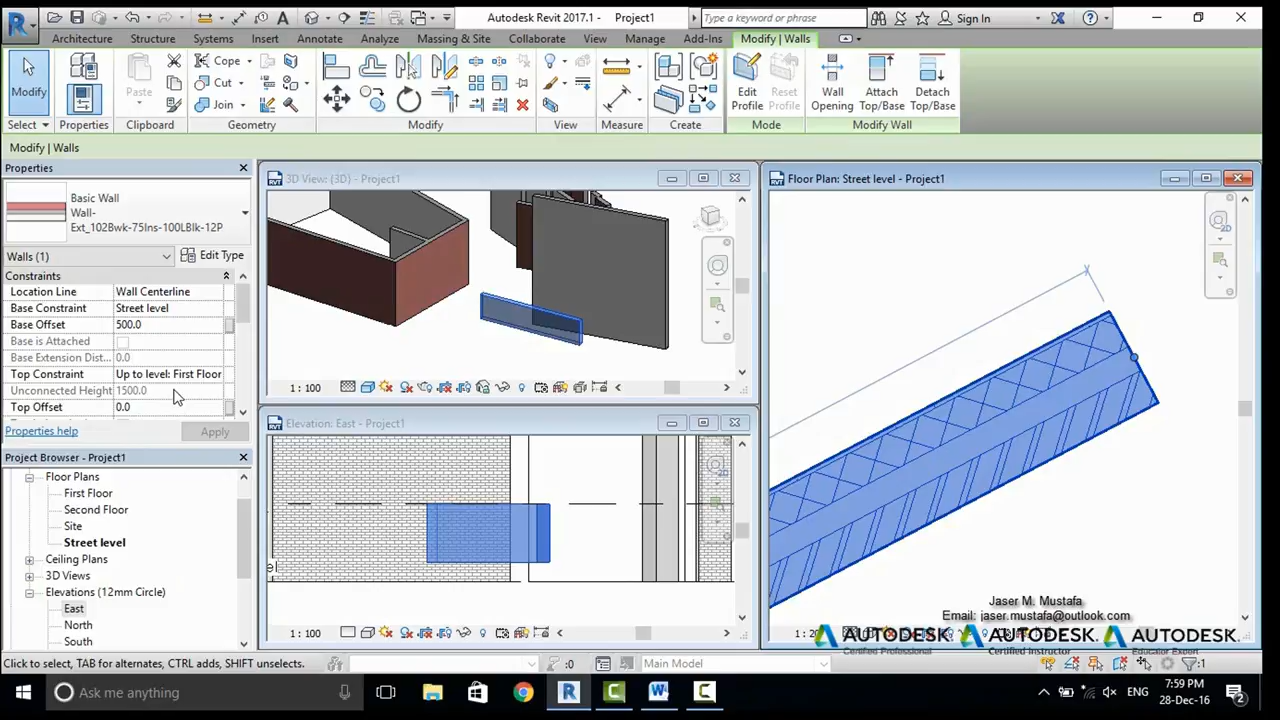 Autodesk Revit 2017.1 - Project1
Type a keyword or phrase
Sign In
Architecture Structure Systems Insert Annotate Analyze Massing & Site Collaborate View Manage Add-Ins Modify | Walls
Modify
Paste
Cope
Cut
Join
Edit Profile
Reset Profile
Wall Opening
Attach Top/Base
Detach Top/Base
Select Properties Clipboard Geometry Modify View Measure Create Mode Modify Wall
Modify | Walls
Properties
Basic Wall
Wall-
Ext_102Bwk-75Ins-100LBlk-12P
Walls (1)
Edit Type
Constraints
Location Line Wall Centerline
Base Constraint Street level
Base Offset 500.0
Base is Attached
Base Extension Dist... 0.0
Top Constraint Up to level: First Floor
Unconnected Height 1500.0
Top Offset 0.0
Properties help
Apply
Project Browser - Project1
Floor Plans
First Floor
Second Floor
Site
Street level
Ceiling Plans
3D Views
Elevations (12mm Circle)
East
North
South
3D View: {3D} - Project1
1 : 100
Elevation: East - Project1
el
1 : 100
Floor Plan: Street level - Project1
2D
Jaser M. Mustafa
Email: jaser.mustafa@outlook.com
AUTODESK. AUTODESK. AUTODESK.
Certified Professional Certified Instructor Educator Expert
Click to select, TAB for alternates, CTRL adds, SHIFT unselects.
:0
Main Model
:1
Ask me anything
ENG
7:59 PM
28-Dec-16
2